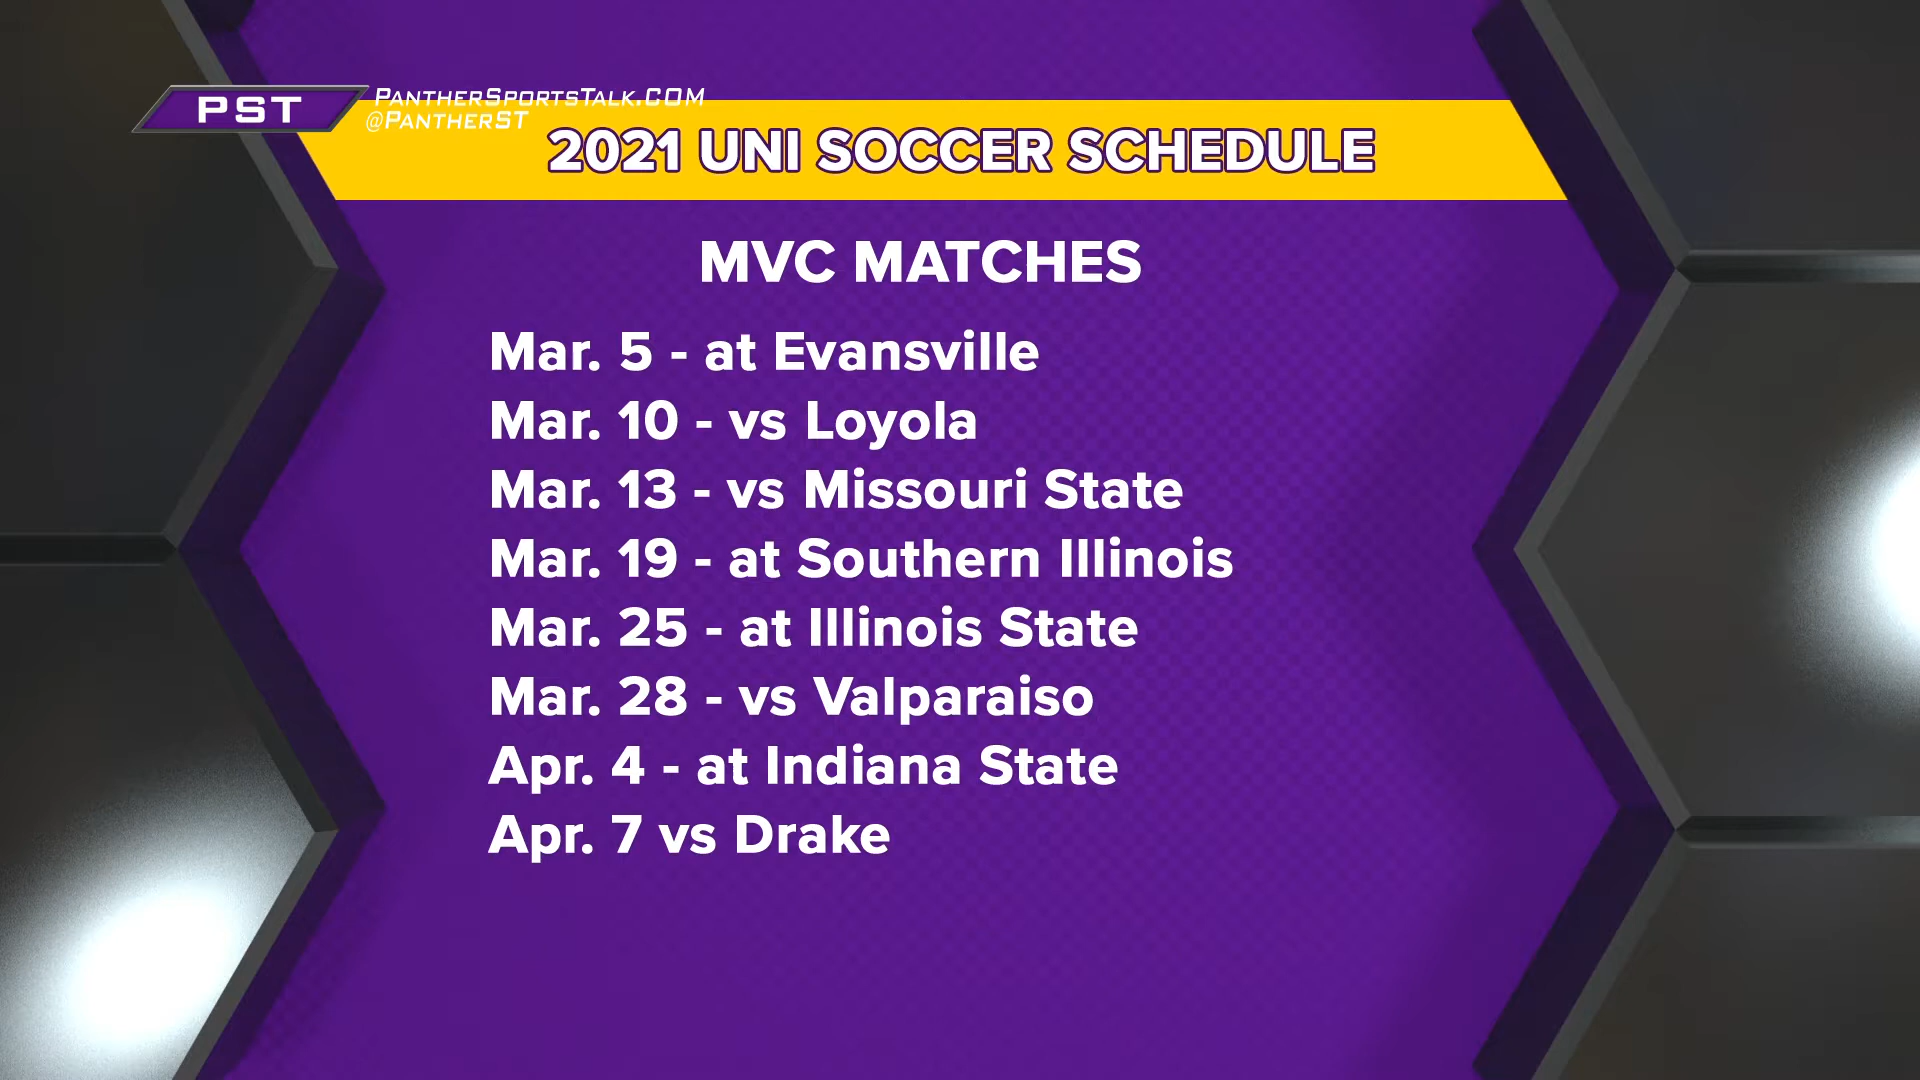 PST
PANTHERSPORTSTALK.COM
@PANTHERST
2021 UNI SOCCER SCHEDULE
MVC MATCHES
Mar. 5 - at Evansville
Mar. 10 - vs Loyola
Mar. 13 - vs Missouri State
Mar. 19 - at Southern Illinois
Mar. 25 - at Illinois State
Mar. 28 - vs Valparaiso
Apr. 4 - at Indiana State
Apr. 7 vs Drake